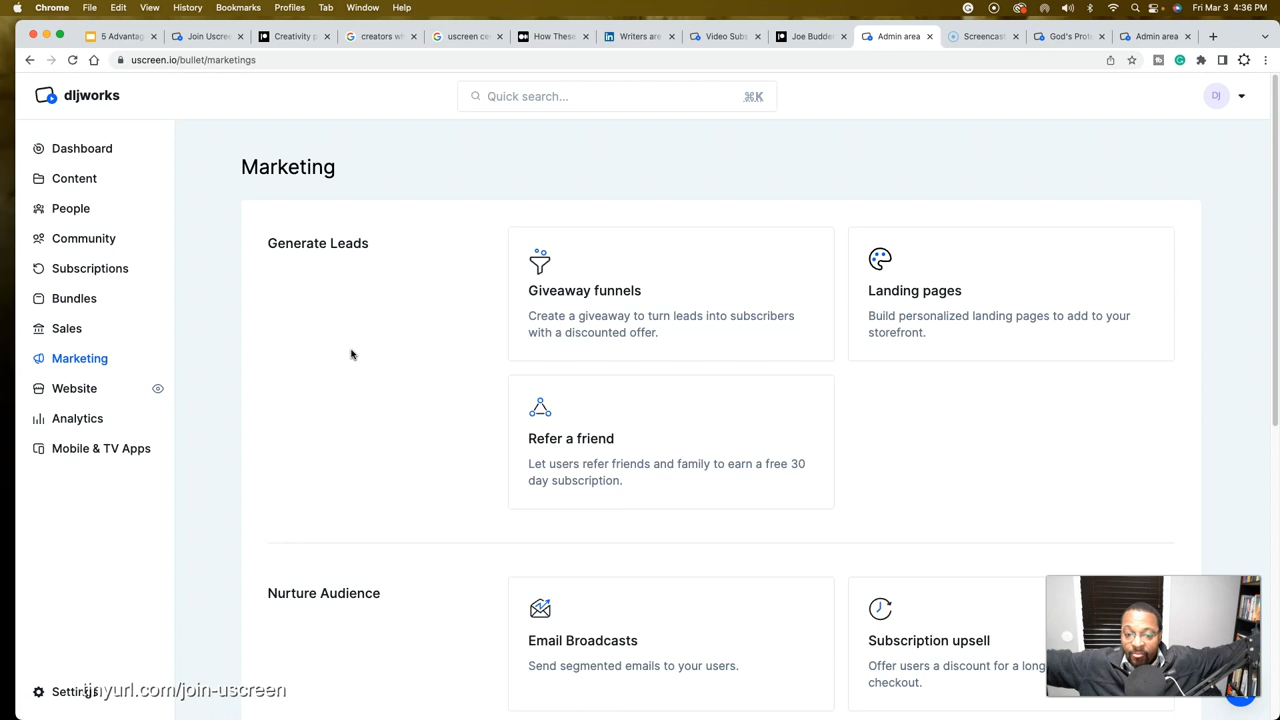 Chrome File Edit View History Bookmarks Profiles Tab Window Help
Fri Mar 3 4:36 PM
5 Advantag
Join Uscree
Creativity p
creators wh
uscreen ce
How These
Writers are
Video Subs
Joe Budde
Admin area
Screencast
God's Prote
Admin area
uscreen.io/bullet/marketings
dljworks
Quick search...
⌘K
DJ
Dashboard
Content
People
Community
Subscriptions
Bundles
Sales
Marketing
Website
Analytics
Mobile & TV Apps
Settings
Marketing
Generate Leads
Giveaway funnels
Create a giveaway to turn leads into subscribers
with a discounted offer.
Landing pages
Build personalized landing pages to add to your
storefront.
Refer a friend
Let users refer friends and family to earn a free 30
day subscription.
Nurture Audience
Email Broadcasts
Send segmented emails to your users.
Subscription upsell
Offer users a discount for a long
checkout.
tinyurl.com/join-uscreen